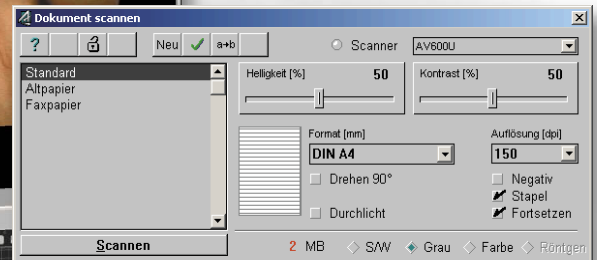 Dokument scannen
? Neu a→b Scanner AV600U
Standard
Altpapier
Faxpapier
Helligkeit [%] 50 Kontrast [%] 50
Format [mm] Auflösung [dpi]
DIN A4 150
Drehen 90° Negativ
Stapel
Durchlicht Fortsetzen
Scannen 2 MB S/W Grau Farbe Röntgen